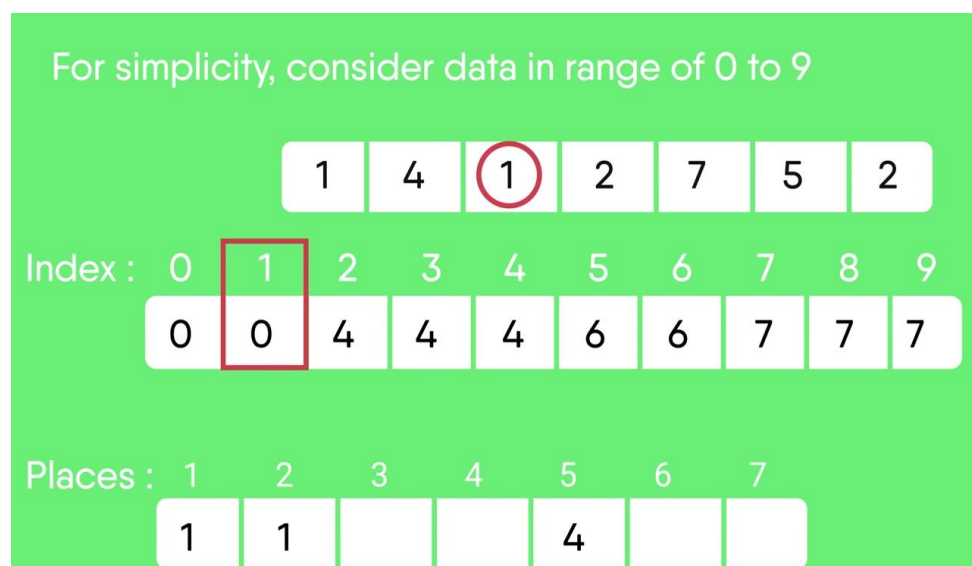 For simplicity, consider data in range of 0 to 9
1 4 1 2 7 5 2
Index : 0 1 2 3 4 5 6 7 8 9
0 0 4 4 4 6 6 7 7 7
Places : 1 2 3 4 5 6 7
1 1 4